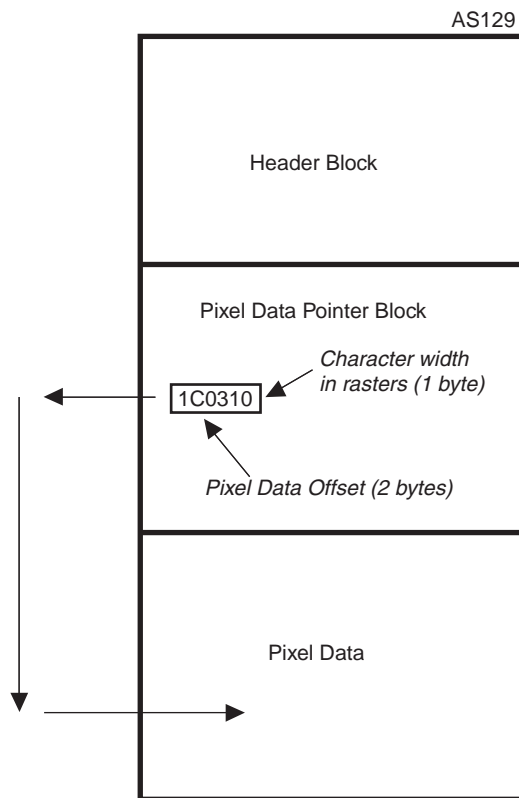 AS129
Header Block
Pixel Data Pointer Block
Character width
in rasters (1 byte)
1C0310
Pixel Data Offset (2 bytes)
Pixel Data